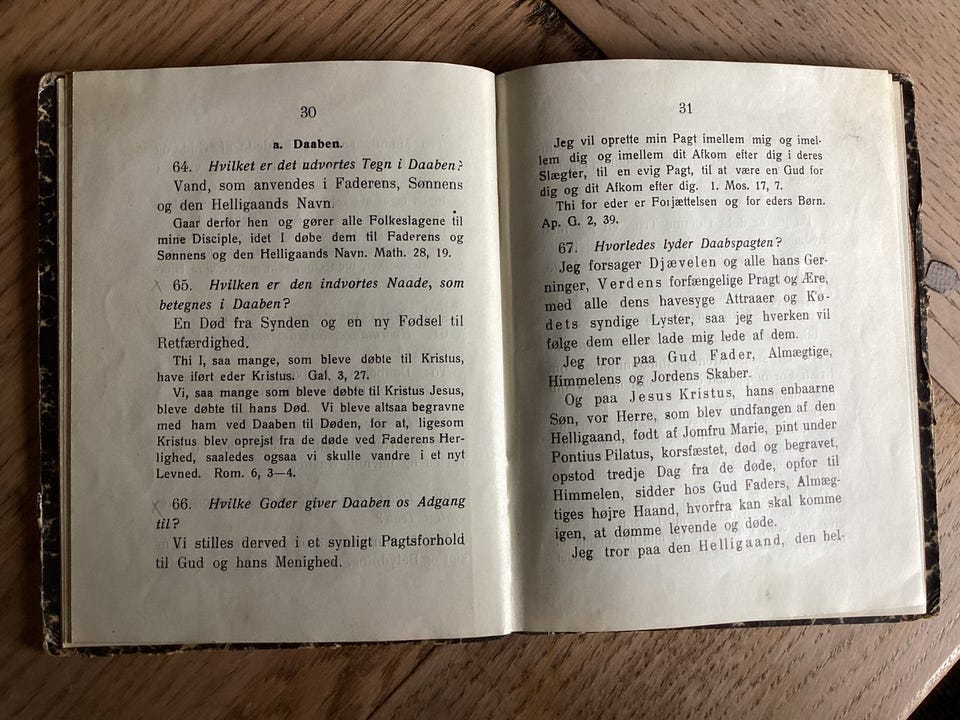 30
a. Daaben.
64. Hvilket er det udvortes Tegn i Daaben?
Vand, som anvendes i Faderens, Sønnens
og den Helligaands Navn.
Gaar derfor hen og gører alle Folkeslagene til
mine Disciple, idet I døbe dem til Faderens og
Sønnens og den Helligaands Navn. Math. 28, 19.
65. Hvilken er den indvortes Naade, som
betegnes i Daaben?
En Død fra Synden og en ny Fødsel til
Retfærdighed.
Thi I, saa mange, som bleve døbte til Kristus,
have iført eder Kristus. Gal. 3, 27.
Vi, saa mange som bleve døbte til Kristus Jesus,
bleve døbte til hans Død. Vi bleve altsaa begravne
med ham ved Daaben til Døden, for at, ligesom
Kristus blev oprejst fra de døde ved Faderens Her-
lighed, saaledes ogsaa vi skulle vandre i et nyt
Levned. Rom. 6, 3—4.
66. Hvilke Goder giver Daaben os Adgang
til?
Vi stilles derved i et synligt Pagtsforhold
til Gud og hans Menighed.
31
Jeg vil oprette min Pagt imellem mig og imel-
lem dig og imellem dit Afkom efter dig i deres
Slægter, til en evig Pagt, til at være en Gud for
dig og dit Afkom efter dig. 1. Mos. 17, 7.
Thi for eder er Forjættelsen og for eders Børn.
Ap. G. 2, 39.
67. Hvorledes lyder Daabspagten?
Jeg forsager Djævelen og alle hans Ger-
ninger, Verdens forfængelige Pragt og Ære,
med alle dens havesyge Attraaer og Kø-
dets syndige Lyster, saa jeg hverken vil
følge dem eller lade mig lede af dem.
Jeg tror paa Gud Fader, Almægtige,
Himmelens og Jordens Skaber.
Og paa Jesus Kristus, hans enbaarne
Søn, vor Herre, som blev undfangen af den
Helligaand, født af Jomfru Marie, pint under
Pontius Pilatus, korsfæstet, død og begravet,
opstod tredje Dag fra de døde, opfor til
Himmelen, sidder hos Gud Faders, Almæg-
tiges højre Haand, hvorfra kan skal komme
igen, at dømme levende og døde.
Jeg tror paa den Helligaand, den hel-